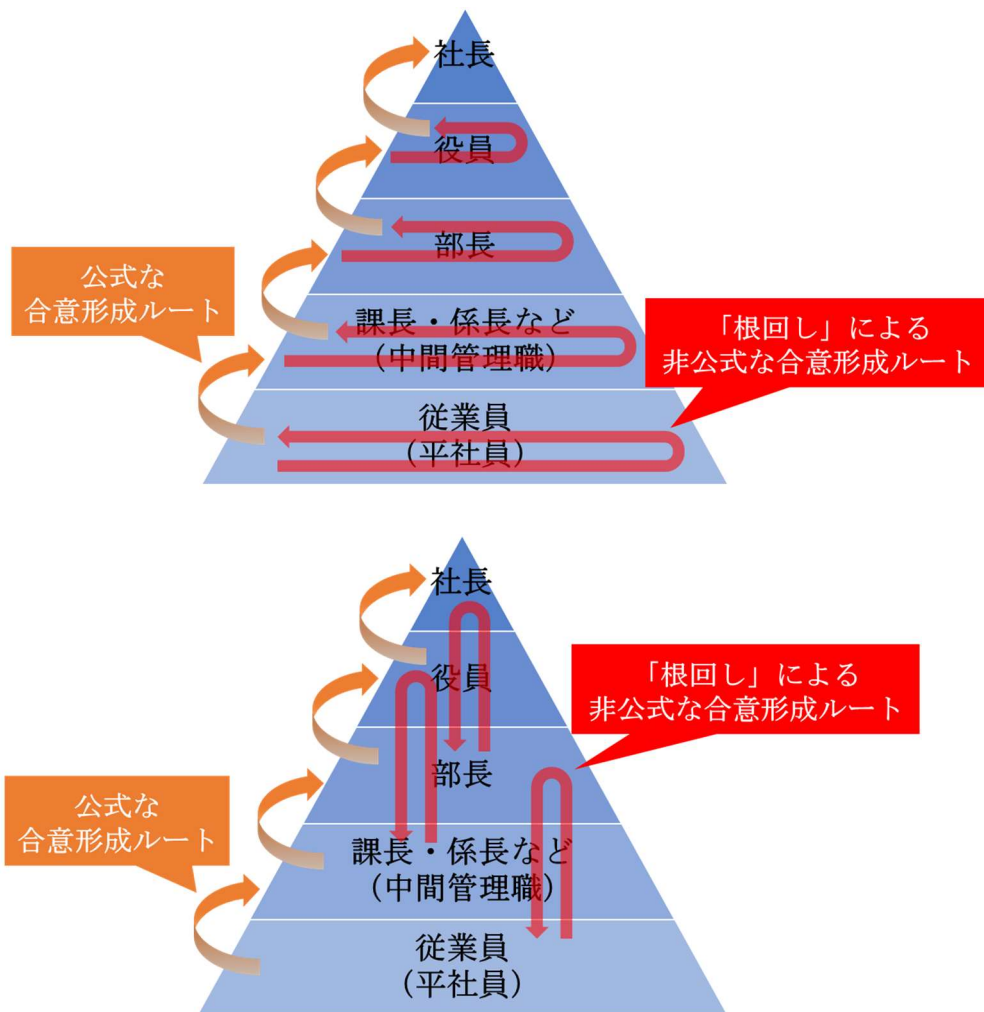 社長
役員
部長
公式な
合意形成ルート
課長・係長など
(中間管理職)
「根回し」による
非公式な合意形成ルート
従業員
(平社員)
社長
役員
「根回し」による
非公式な合意形成ルート
部長
公式な
合意形成ルート
課長・係長など
(中間管理職)
従業員
(平社員)